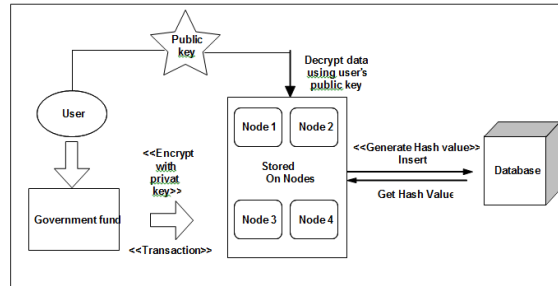 Public
key
Decrypt data
using user's
public key
User
Node 1
Node 2
<<Encrypt
with
privat
key>>
<<Generate Hash value>>
Insert
Stored
On Nodes
Database
Government fund
Get Hash Value
Node 3
Node 4
<<Transaction>>